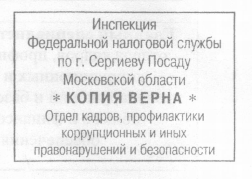 Инспекция
Федеральной налоговой службы
по г. Сергиеву Посаду
Московской области
* КОПИЯ ВЕРНА *
Отдел кадров, профилактики
коррупционных и иных
правонарушений и безопасности